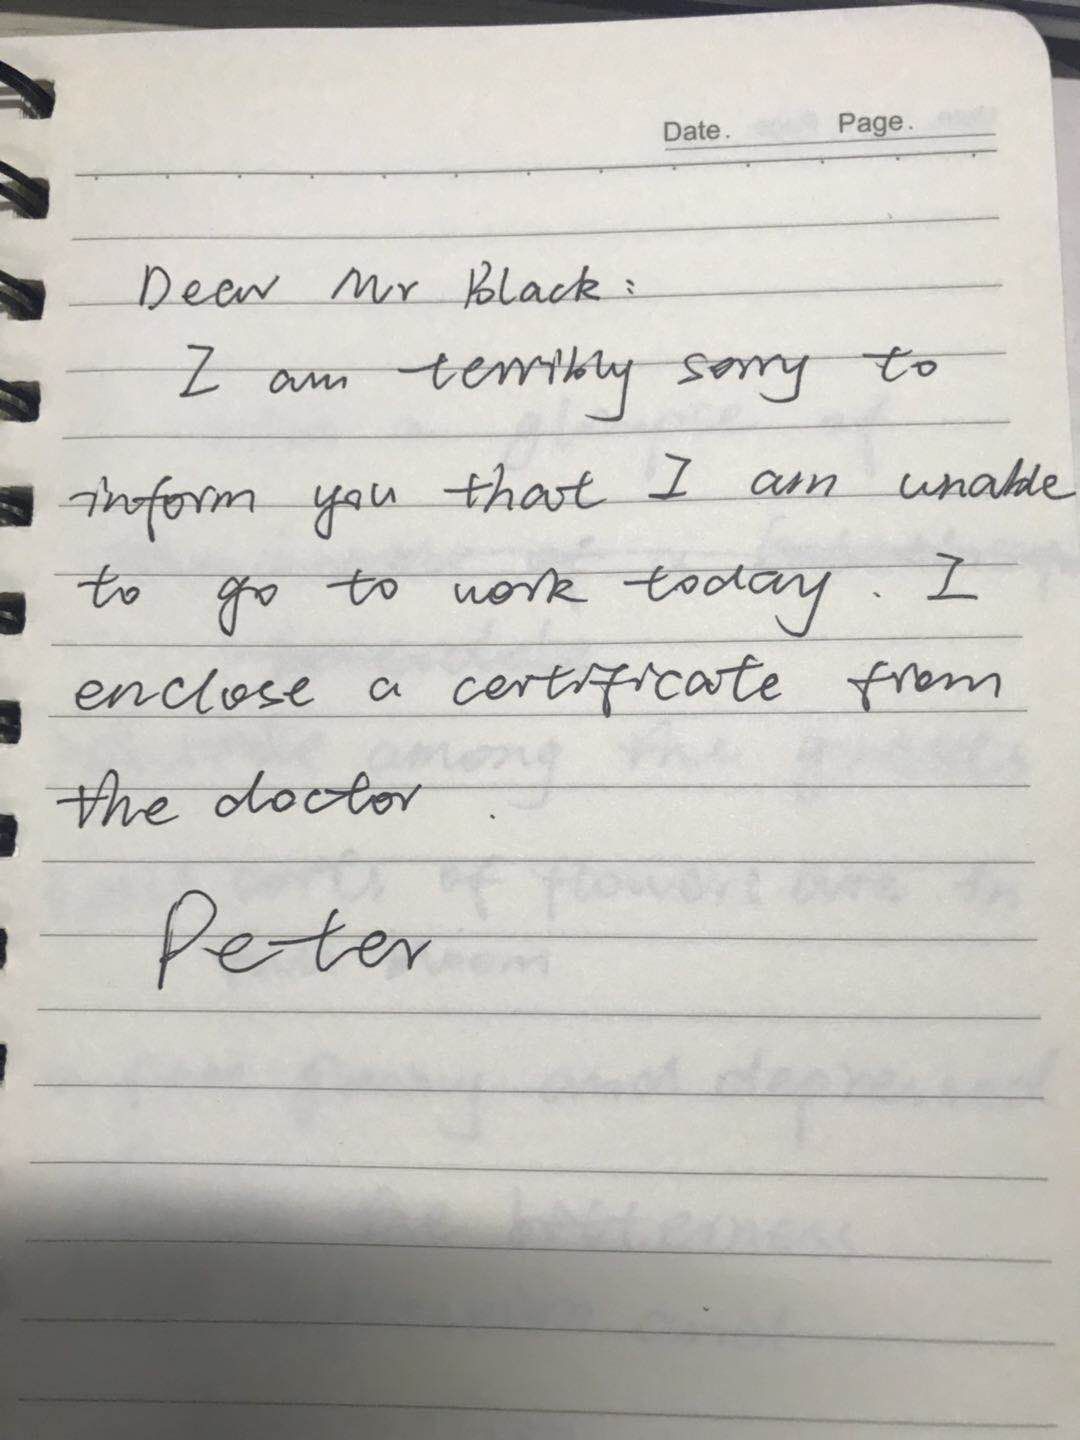 Date. Page.
Dear Mr Black:
I am terribly sorry to
inform you that I am unable
to go to work today. I
enclose a certificate from
the doctor.
Peter